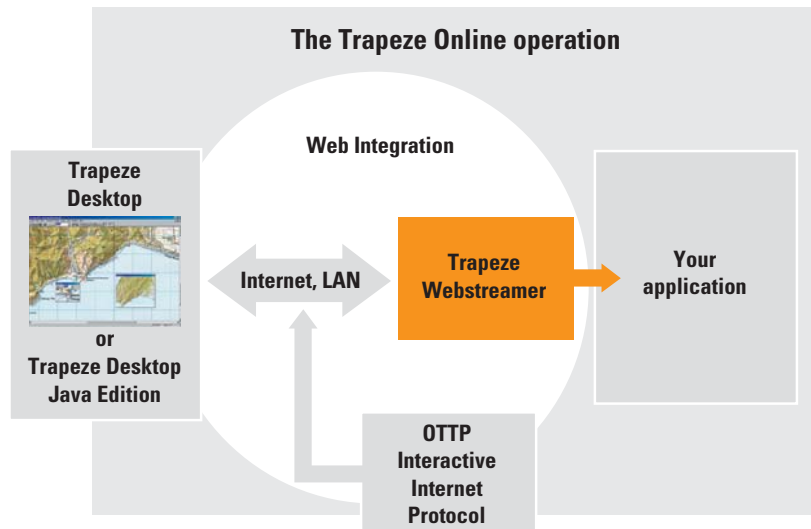 The Trapeze Online operation
Web Integration
Trapeze
Desktop
or
Trapeze Desktop
Java Edition
Internet, LAN
Trapeze
Webstreamer
Your
application
OTTP
Interactive
Internet
Protocol